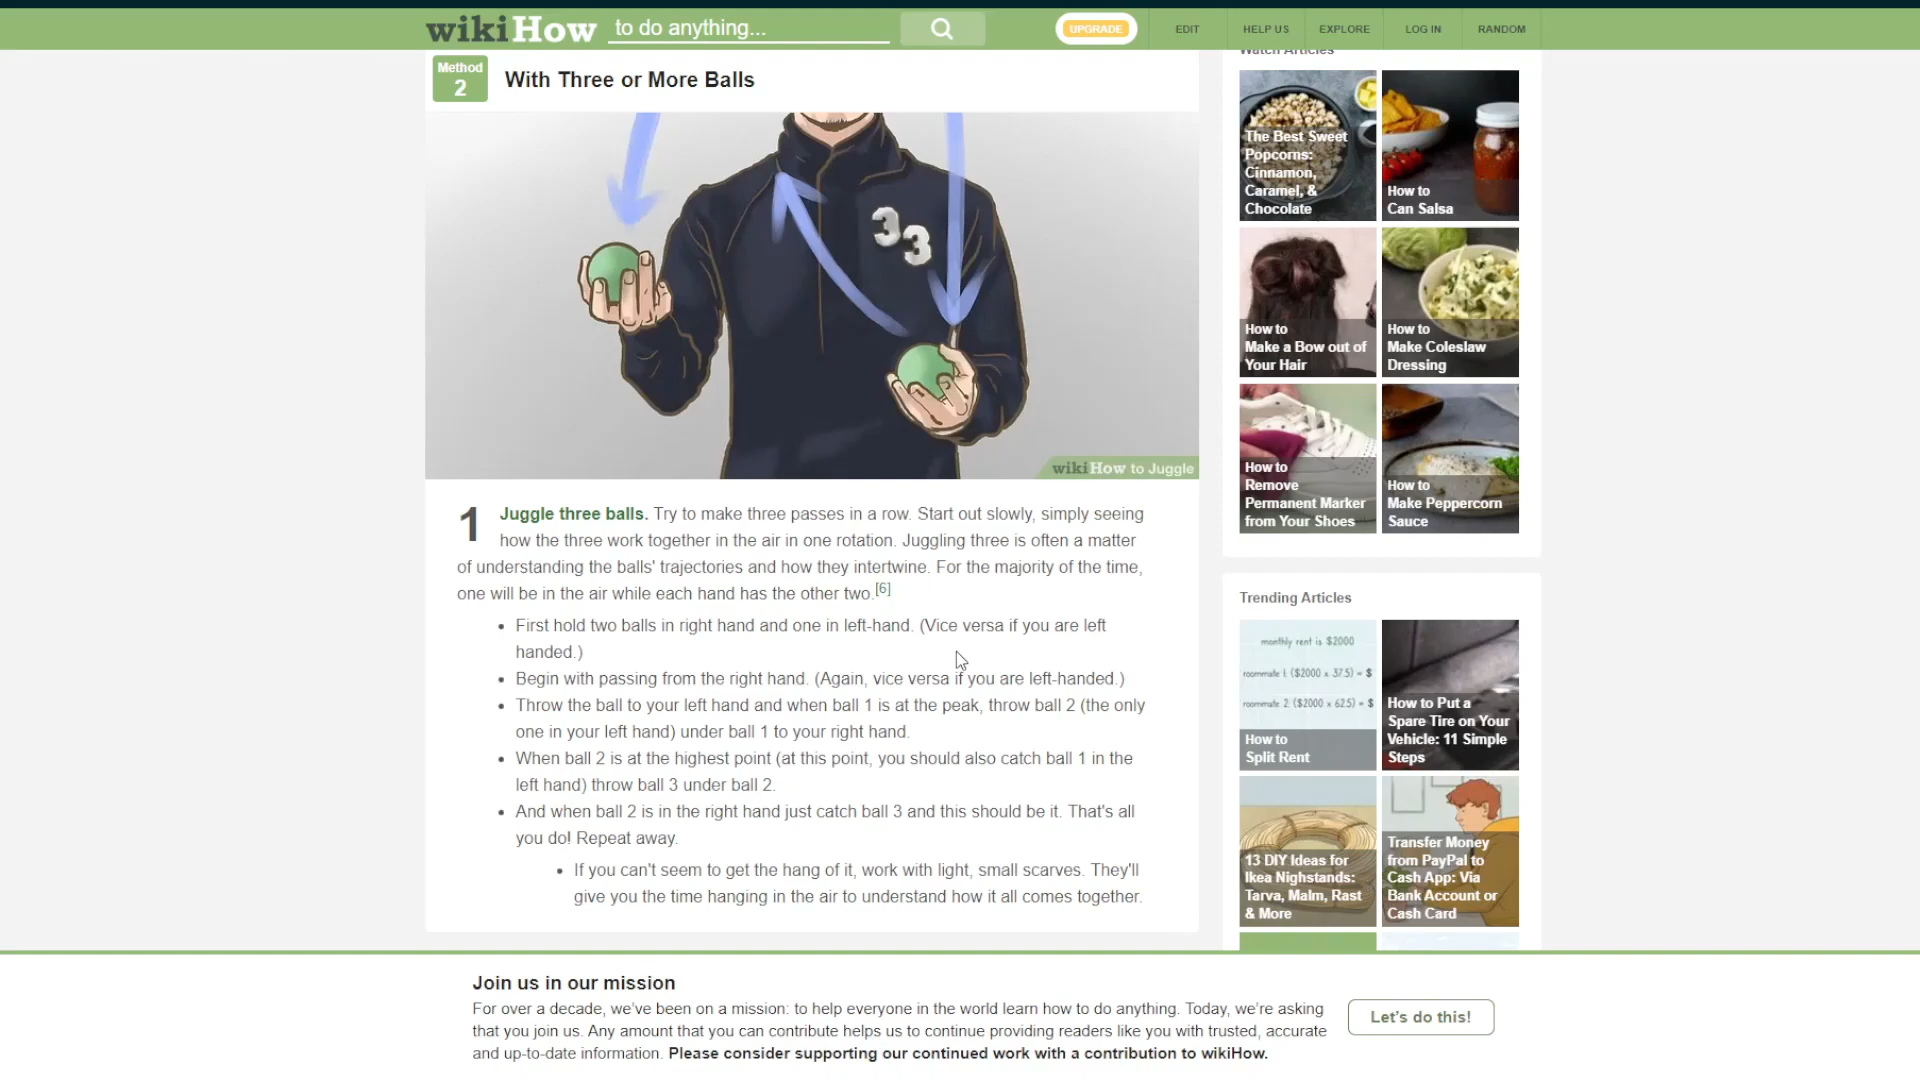 wikiHow to do anything...
UPGRADE
EDIT
HELP US
EXPLORE
LOG IN
RANDOM
Method
2
With Three or More Balls
33
wikiHow to Juggle
1
Juggle three balls. Try to make three passes in a row. Start out slowly, simply seeing
how the three work together in the air in one rotation. Juggling three is often a matter
of understanding the balls' trajectories and how they intertwine. For the majority of the time,
one will be in the air while each hand has the other two.[6]
• First hold two balls in right hand and one in left-hand. (Vice versa if you are left
handed.)
• Begin with passing from the right hand. (Again, vice versa if you are left-handed.)
• Throw the ball to your left hand and when ball 1 is at the peak, throw ball 2 (the only
one in your left hand) under ball 1 to your right hand.
• When ball 2 is at the highest point (at this point, you should also catch ball 1 in the
left hand) throw ball 3 under ball 2.
• And when ball 2 is in the right hand just catch ball 3 and this should be it. That's all
you do! Repeat away.
• If you can't seem to get the hang of it, work with light, small scarves. They'll
give you the time hanging in the air to understand how it all comes together.
Watch Articles
The Best Sweet
Popcorns:
Cinnamon,
Caramel, &
Chocolate
How to
Can Salsa
How to
Make a Bow out of
Your Hair
How to
Make Coleslaw
Dressing
How to
Remove
Permanent Marker
from Your Shoes
How to
Make Peppercorn
Sauce
Trending Articles
monthly rent is $2000
roommate 1: ($2000 x 37.5) = $
roommate 2: ($2000 x 62.5) = $
How to
Split Rent
How to Put a
Spare Tire on Your
Vehicle: 11 Simple
Steps
13 DIY Ideas for
Ikea Nighstands:
Tarva, Malm, Rast
& More
Transfer Money
from PayPal to
Cash App: Via
Bank Account or
Cash Card
Join us in our mission
For over a decade, we've been on a mission: to help everyone in the world learn how to do anything. Today, we're asking
that you join us. Any amount that you can contribute helps us to continue providing readers like you with trusted, accurate
and up-to-date information. Please consider supporting our continued work with a contribution to wikiHow.
Let's do this!